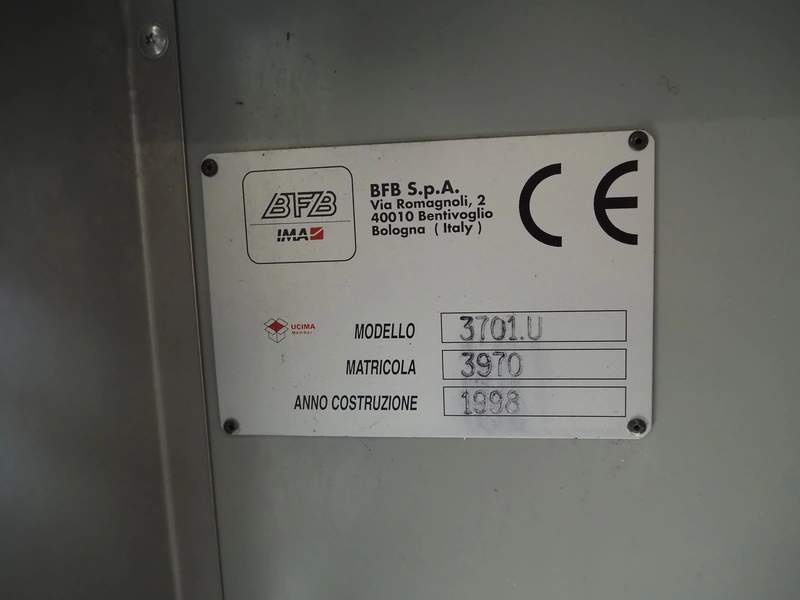 BFB
IMA
BFB S.p.A.
Via Romagnoli, 2
40010 Bentivoglio
Bologna ( Italy )
CE
UCIMA
Member
MODELLO 3701.U
MATRICOLA 3970
ANNO COSTRUZIONE 1998